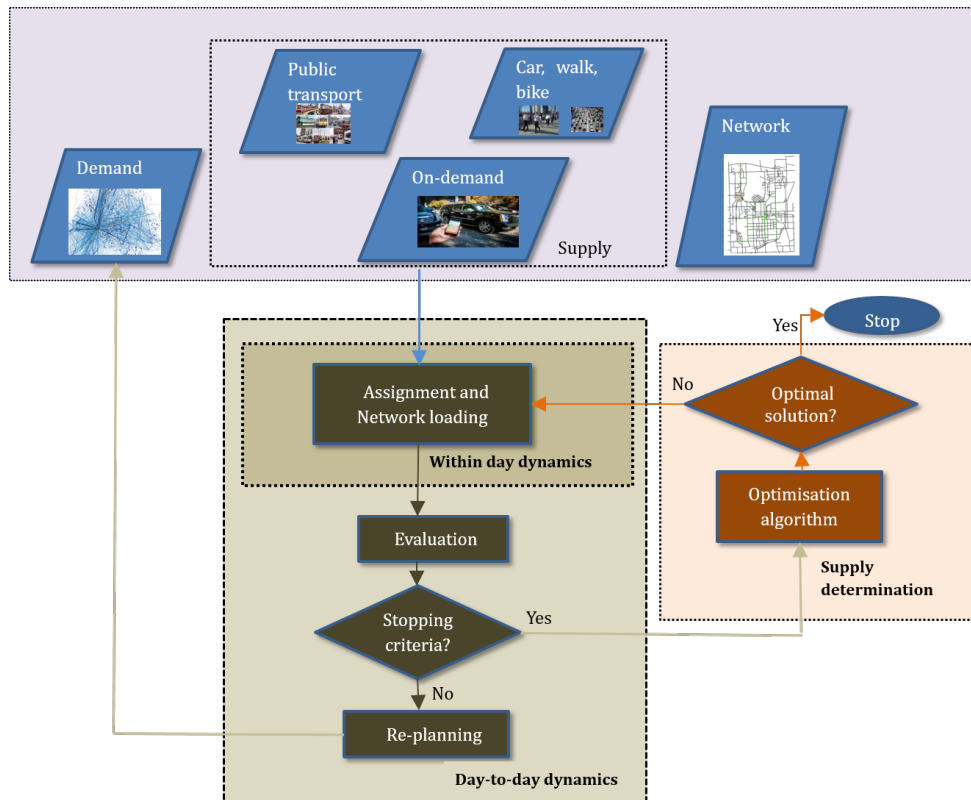 Public
transport
Car, walk,
bike
Network
Demand
On-demand
Supply
Yes
Stop
Assignment and
Network loading
No
Optimal
solution?
Within day dynamics
Optimisation
algorithm
Evaluation
Supply
determination
Stopping
criteria?
Yes
No
Re-planning
Day-to-day dynamics